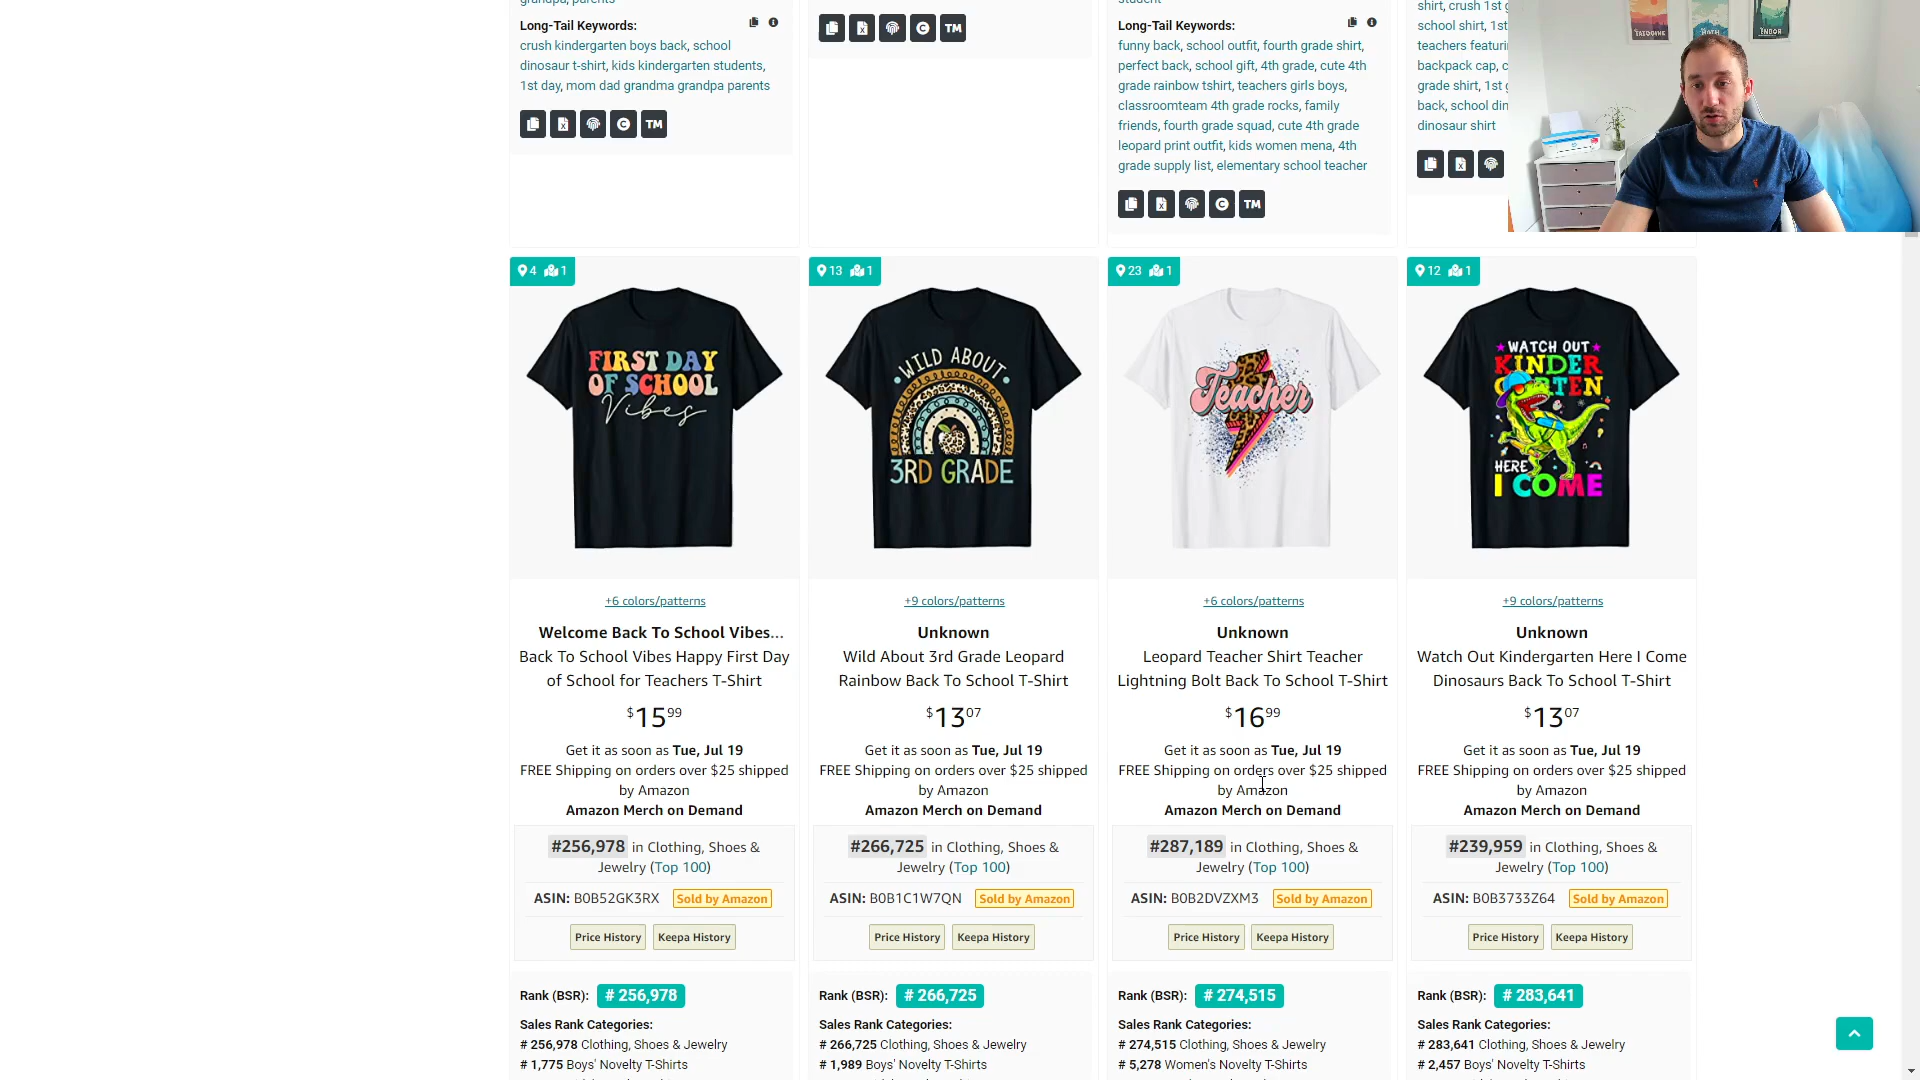 grandpa, parents
Long-Tail Keywords:
crush kindergarten boys back, school
dinosaur t-shirt, kids kindergarten students,
1st day, mom dad grandma grandpa parents
TM
TM
student
Long-Tail Keywords:
funny back, school outfit, fourth grade shirt,
perfect back, school gift, 4th grade, cute 4th
grade rainbow tshirt, teachers girls boys,
classroomteam 4th grade rocks, family
friends, fourth grade squad, cute 4th grade
leopard print outfit, kids women mena, 4th
grade supply list, elementary school teacher
TM
shirt, crush 1st g
school shirt, 1st
teachers featuri
backpack cap, c
grade shirt, 1st g
back, school din
dinosaur shirt
TATOOINE
HOTH
ENDOR
4 1
FIRST DAY
OF SCHOOL
Vibes
+6 colors/patterns
Welcome Back To School Vibes...
Back To School Vibes Happy First Day
of School for Teachers T-Shirt
$15 99
Get it as soon as Tue, Jul 19
FREE Shipping on orders over $25 shipped
by Amazon
Amazon Merch on Demand
#256,978 in Clothing, Shoes &
Jewelry (Top 100)
ASIN: B0B52GK3RX Sold by Amazon
Price History Keepa History
Rank (BSR): # 256,978
Sales Rank Categories:
# 256,978 Clothing, Shoes & Jewelry
# 1,775 Boys' Novelty T-Shirts
13 1
WILD ABOUT
3RD GRADE
+9 colors/patterns
Unknown
Wild About 3rd Grade Leopard
Rainbow Back To School T-Shirt
$13 07
Get it as soon as Tue, Jul 19
FREE Shipping on orders over $25 shipped
by Amazon
Amazon Merch on Demand
#266,725 in Clothing, Shoes &
Jewelry (Top 100)
ASIN: B0B1C1W7QN Sold by Amazon
Price History Keepa History
Rank (BSR): # 266,725
Sales Rank Categories:
# 266,725 Clothing, Shoes & Jewelry
# 1,989 Boys' Novelty T-Shirts
23 1
Teacher
+6 colors/patterns
Unknown
Leopard Teacher Shirt Teacher
Lightning Bolt Back To School T-Shirt
$16 99
Get it as soon as Tue, Jul 19
FREE Shipping on orders over $25 shipped
by Amazon
Amazon Merch on Demand
#287,189 in Clothing, Shoes &
Jewelry (Top 100)
ASIN: B0B2DVZXM3 Sold by Amazon
Price History Keepa History
Rank (BSR): # 274,515
Sales Rank Categories:
# 274,515 Clothing, Shoes & Jewelry
# 5,278 Women's Novelty T-Shirts
12 1
WATCH OUT
KINDER
GARTEN
HERE
I COME
+9 colors/patterns
Unknown
Watch Out Kindergarten Here I Come
Dinosaurs Back To School T-Shirt
$13 07
Get it as soon as Tue, Jul 19
FREE Shipping on orders over $25 shipped
by Amazon
Amazon Merch on Demand
#239,959 in Clothing, Shoes &
Jewelry (Top 100)
ASIN: B0B3733Z64 Sold by Amazon
Price History Keepa History
Rank (BSR): # 283,641
Sales Rank Categories:
# 283,641 Clothing, Shoes & Jewelry
# 2,457 Boys' Novelty T-Shirts